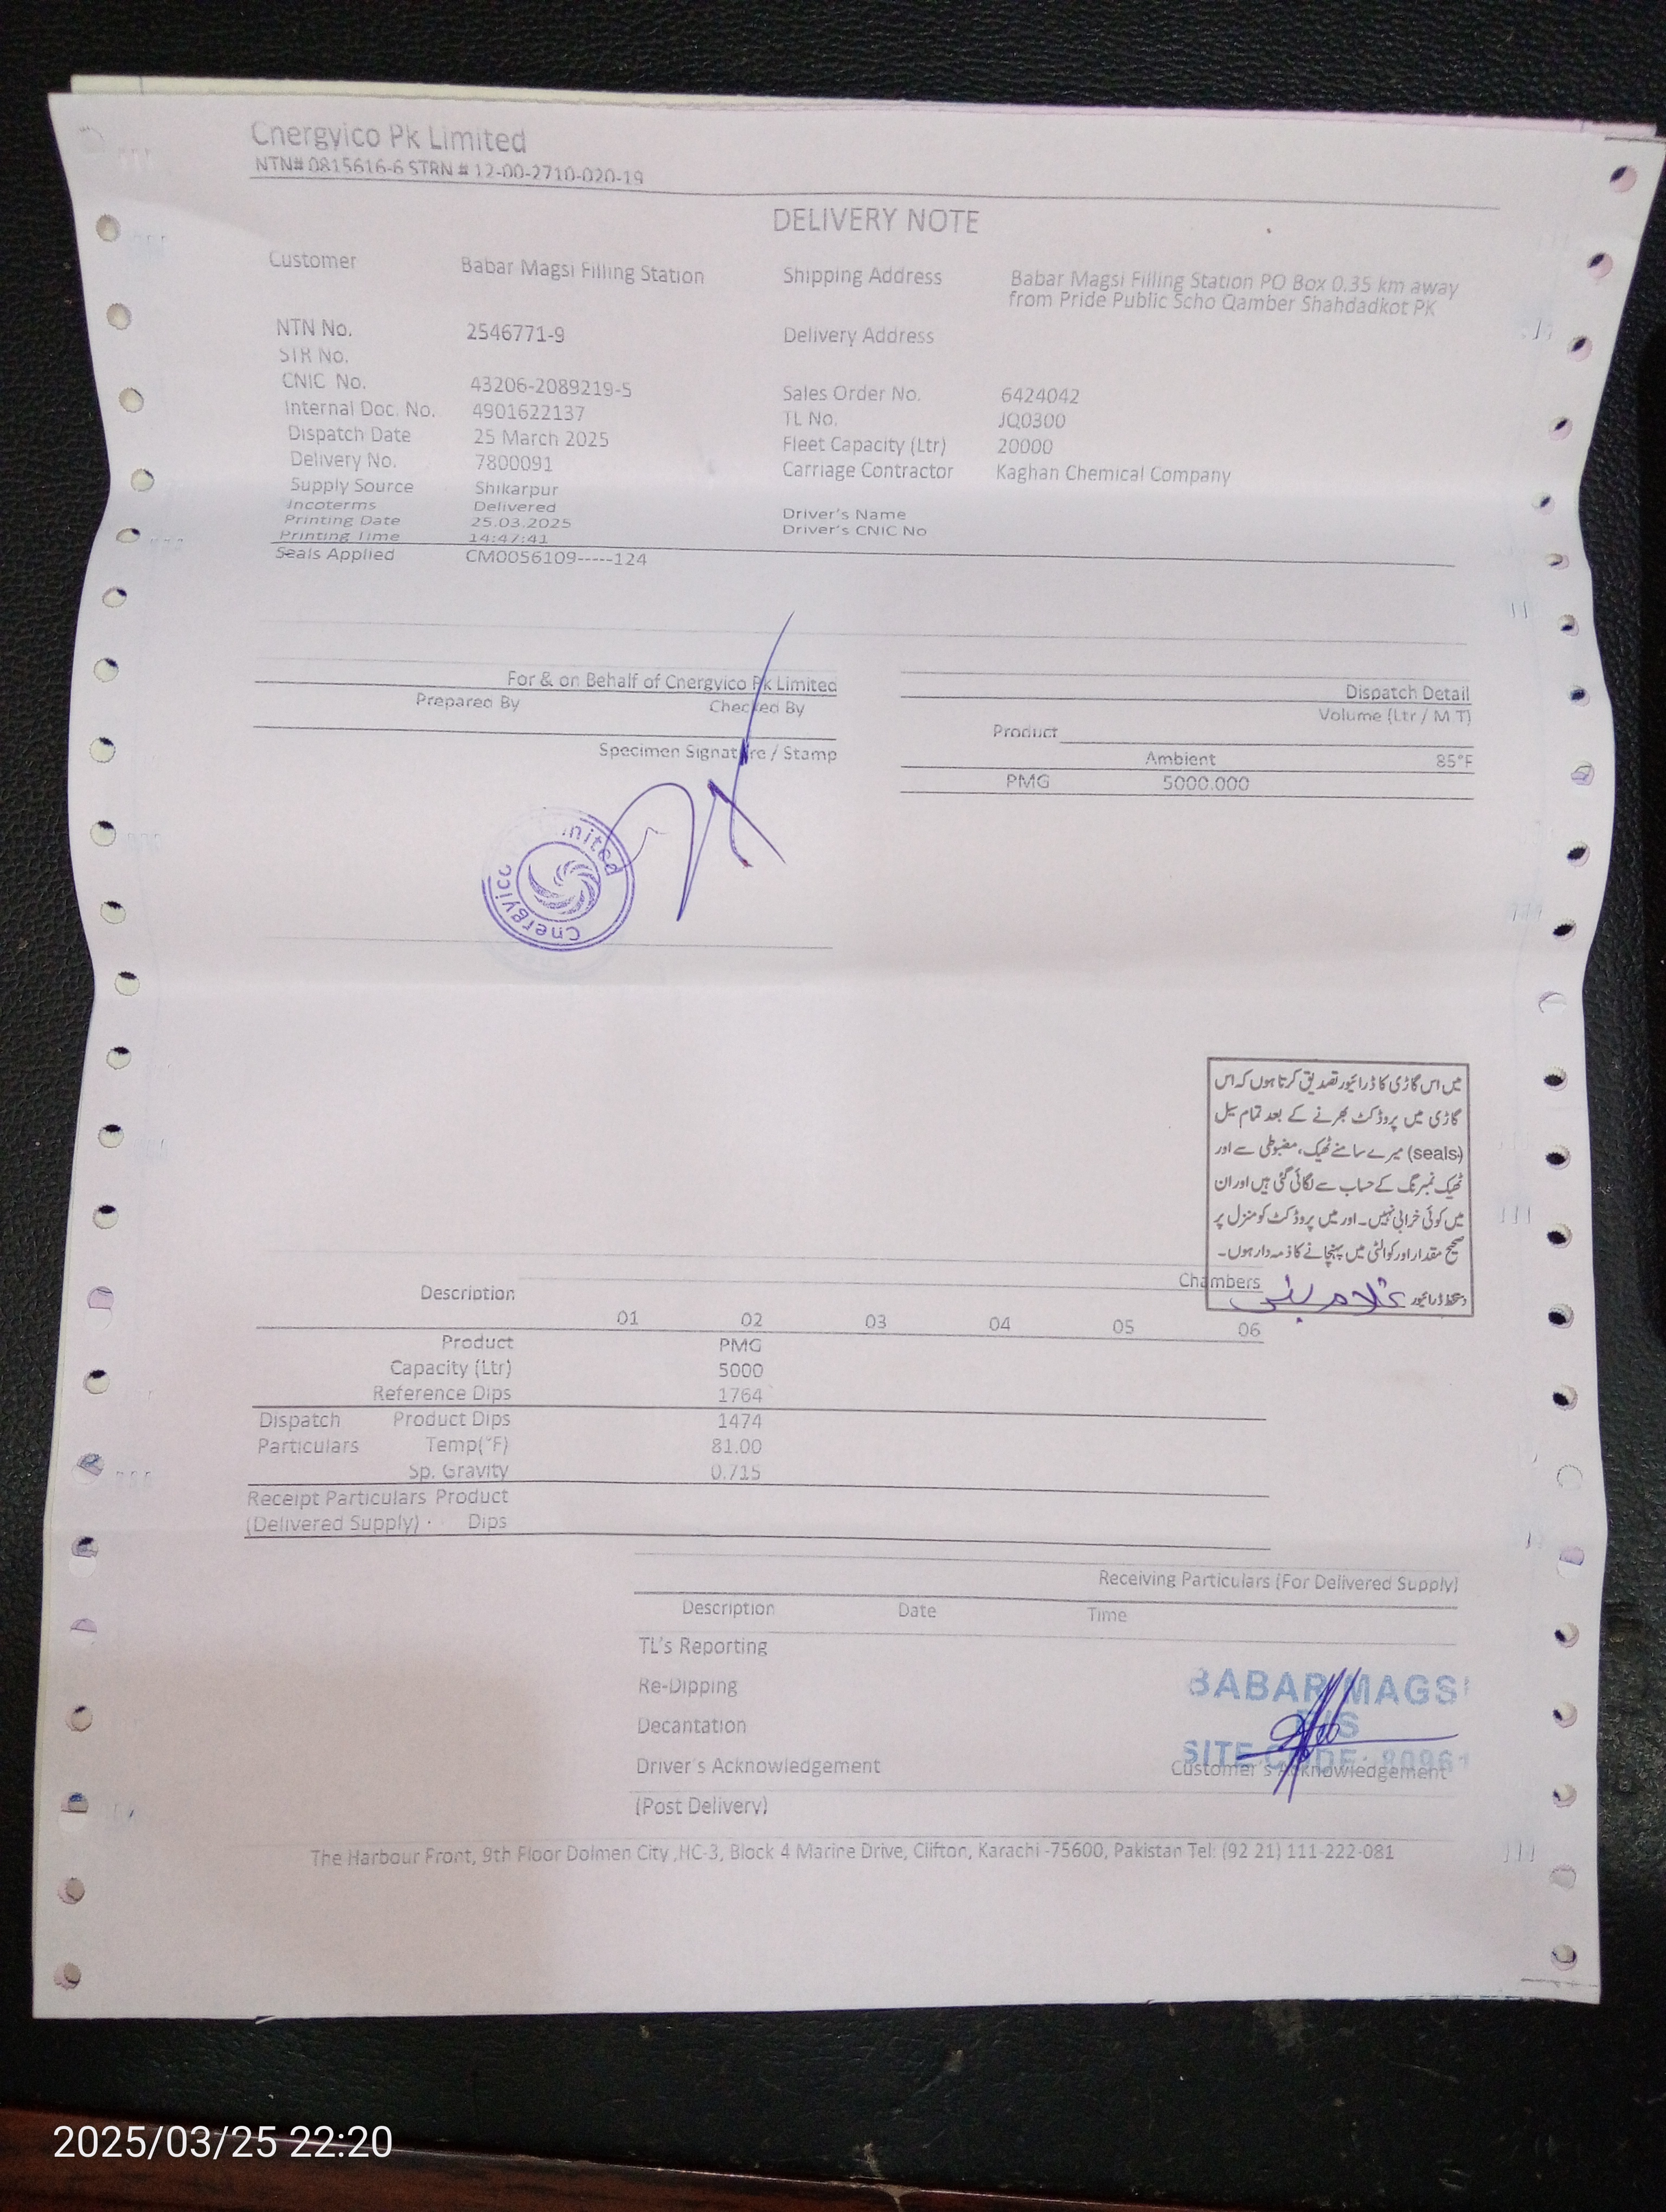 Cnergyico Pk Limited
NTN# 0815616-6 STRN # 12-00-2710-020-19
DELIVERY NOTE
Customer Babar Magsi Filling Station Shipping Address Babar Magsi Filling Station PO Box 0.35 km away
from Pride Public Scho Qamber Shahdadkot PK
NTN No. 2546771-9 Delivery Address
STR No.
CNIC No. 43206-2089219-5 Sales Order No. 6424042
Internal Doc. No. 4901622137 TL No. JQ0300
Dispatch Date 25 March 2025 Fleet Capacity (Ltr) 20000
Delivery No. 7800091 Carriage Contractor Kaghan Chemical Company
Supply Source Shikarpur
Incoterms Delivered Driver's Name
Printing Date 25.03.2025 Driver's CNIC No
Printing Time 14:47:41
Seals Applied CM0056109-----124
For & on Behalf of Cnergyico Pk Limited
Prepared By Checked By
Specimen Signature / Stamp
Dispatch Detail
Volume (Ltr / M.T)
Product
Ambient 85°F
PMG 5000.000
Cnergyico
میں اس گاڑی کا ڈرائیور تصدیق کرتا ہوں کہ اس
گاڑی میں پروڈکٹ بھرنے کے بعد تمام سیل
(seals) میرے سامنے ٹھیک، مضبوطی سے اور
ٹھیک نمبرنگ کے حساب سے لگائی گئی ہیں اور ان
میں کوئی خرابی نہیں۔ اور میں پروڈکٹ کو منزل پر
صحیح مقدار اور کوالٹی میں پہنچانے کا ذمہ دار ہوں۔
دستخط ڈرائیور غلام
Description Chambers
01 02 03 04 05 06
Product PMG
Capacity (Ltr) 5000
Reference Dips 1764
Dispatch Product Dips 1474
Particulars Temp(°F) 81.00
Sp. Gravity 0.715
Receipt Particulars Product
(Delivered Supply) Dips
Receiving Particulars (For Delivered Supply)
Description Date Time
TL's Reporting
Re-Dipping
Decantation
Driver's Acknowledgement Customer's Acknowledgement
(Post Delivery)
BABAR MAGSI
F/S
SITE CODE: 8096
The Harbour Front, 9th Floor Dolmen City ,HC-3, Block 4 Marine Drive, Clifton, Karachi -75600, Pakistan Tel: (92 21) 111-222-081
2025/03/25 22:20